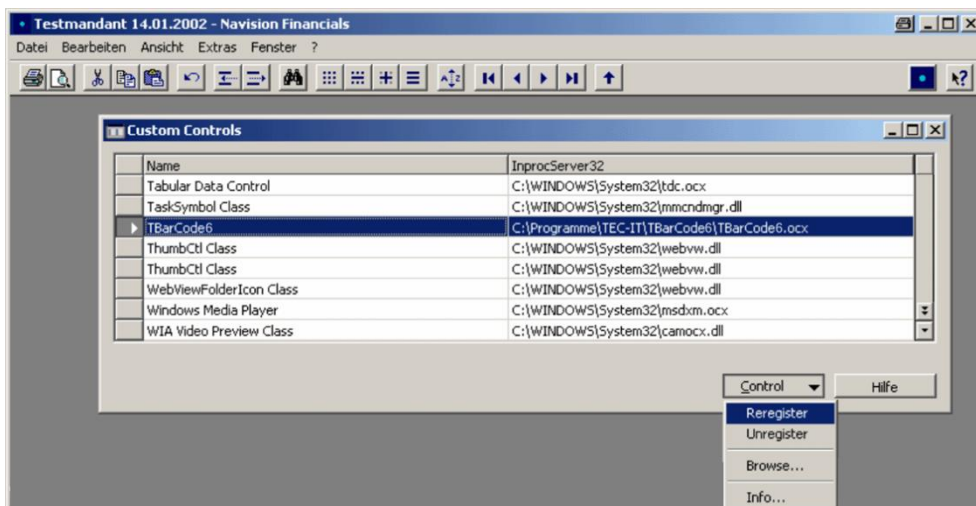 Testmandant 14.01.2002 - Navision Financials
Datei Bearbeiten Ansicht Extras Fenster ?
Custom Controls
Name InprocServer32
Tabular Data Control C:\WINDOWS\System32\tdc.ocx
TaskSymbol Class C:\WINDOWS\System32\mmcndmgr.dll
TBarCode6 C:\Programme\TEC-IT\TBarCode6\TBarCode6.ocx
ThumbCtl Class C:\WINDOWS\System32\webvw.dll
ThumbCtl Class C:\WINDOWS\System32\webvw.dll
WebViewFolderIcon Class C:\WINDOWS\System32\webvw.dll
Windows Media Player C:\WINDOWS\System32\msdxm.ocx
WIA Video Preview Class C:\WINDOWS\System32\camocx.dll
Control Hilfe
Reregister
Unregister
Browse...
Info...